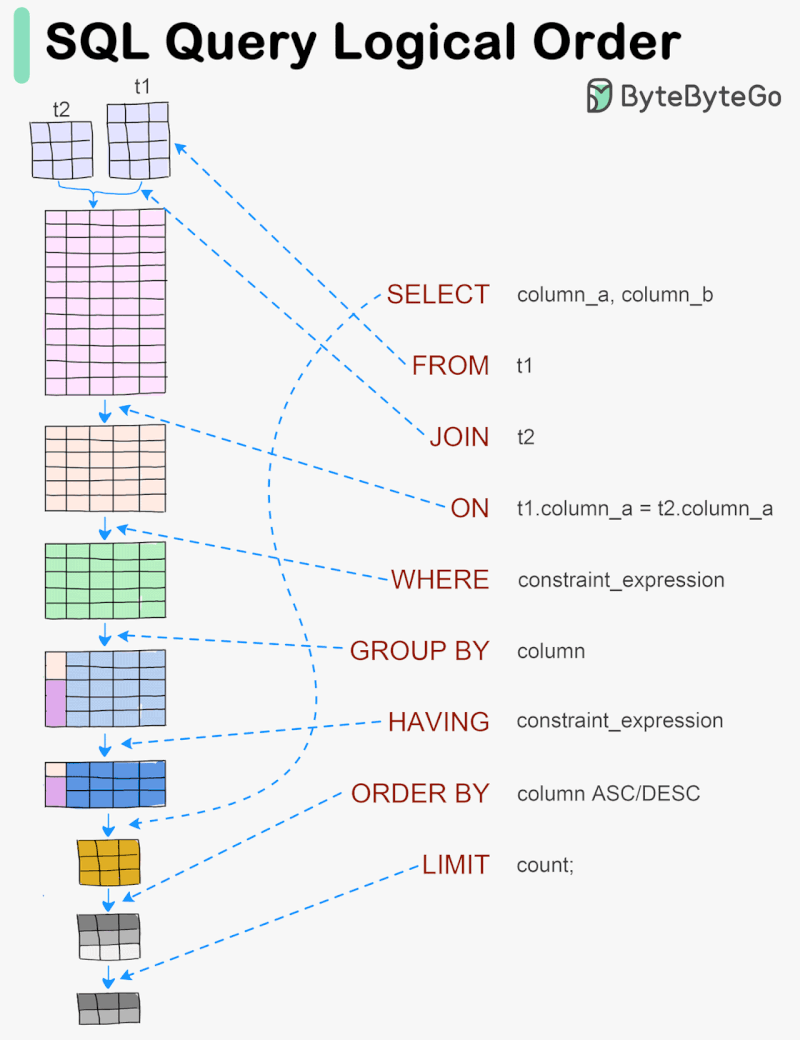 SQL Query Logical Order
ByteByteGo
t1
t2
SELECT column_a, column_b
FROM t1
JOIN t2
ON t1.column_a = t2.column_a
WHERE constraint_expression
GROUP BY column
HAVING constraint_expression
ORDER BY column ASC/DESC
LIMIT count;